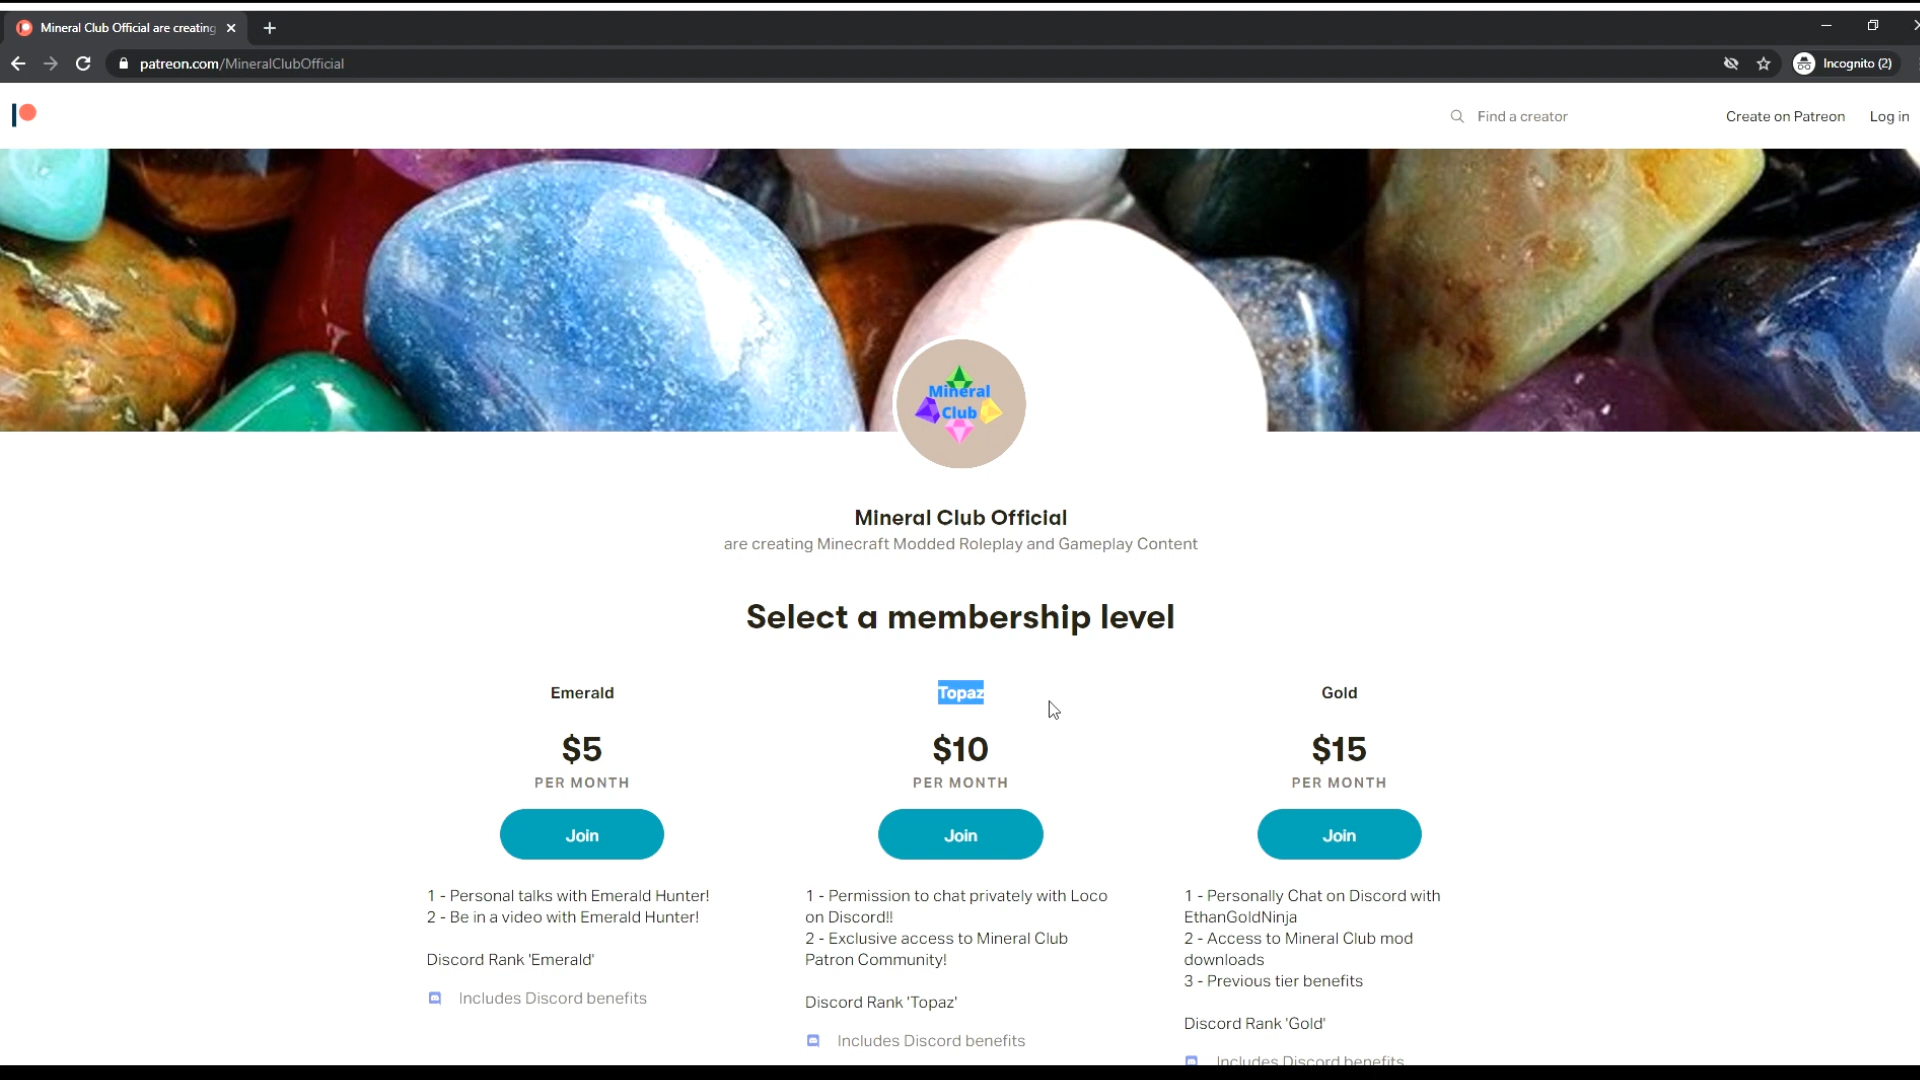 Mineral Club Official are creating
patreon.com/MineralClubOfficial
Incognito (2)
Find a creator
Create on Patreon
Log in
Mineral
Club
Mineral Club Official
are creating Minecraft Modded Roleplay and Gameplay Content
Select a membership level
Emerald
$5
PER MONTH
Join
1 - Personal talks with Emerald Hunter!
2 - Be in a video with Emerald Hunter!
Discord Rank 'Emerald'
Includes Discord benefits
Topaz
$10
PER MONTH
Join
1 - Permission to chat privately with Loco
on Discord!!
2 - Exclusive access to Mineral Club
Patron Community!
Discord Rank 'Topaz'
Includes Discord benefits
Gold
$15
PER MONTH
Join
1 - Personally Chat on Discord with
EthanGoldNinja
2 - Access to Mineral Club mod
downloads
3 - Previous tier benefits
Discord Rank 'Gold'
Includes Discord benefits